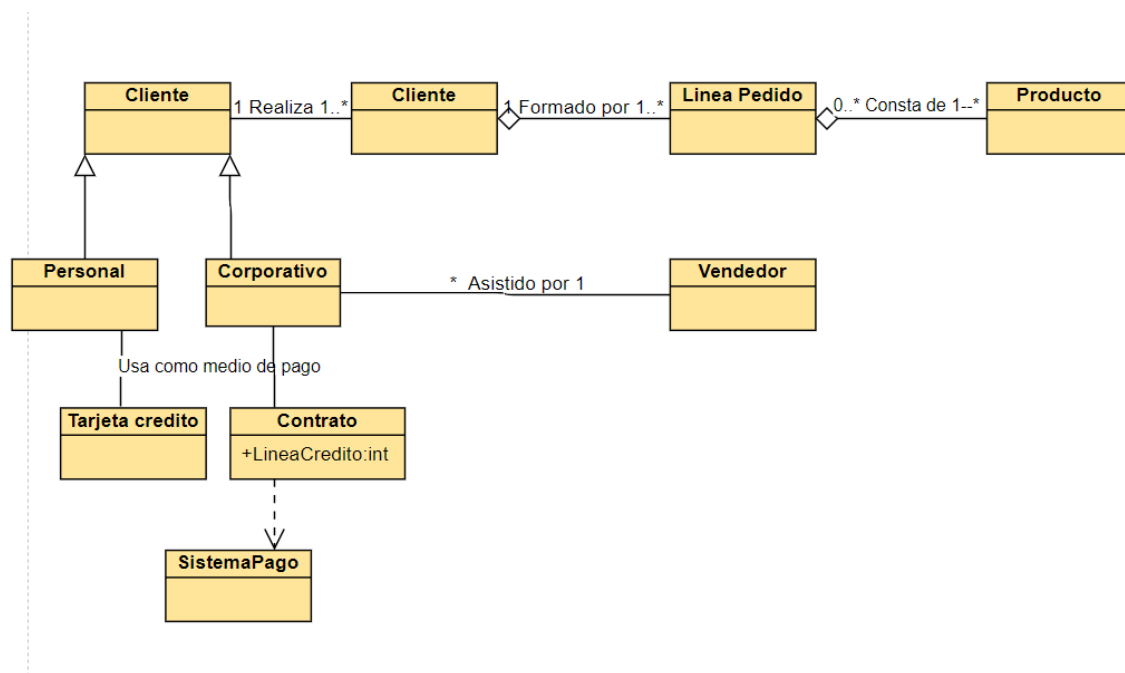 Cliente
1 Realiza 1..*
Cliente
1 Formado por 1..*
Linea Pedido
0..* Consta de 1--*
Producto
Personal
Corporativo
* Asistido por 1
Vendedor
Usa como medio de pago
Tarjeta credito
Contrato
+LineaCredito:int
SistemaPago